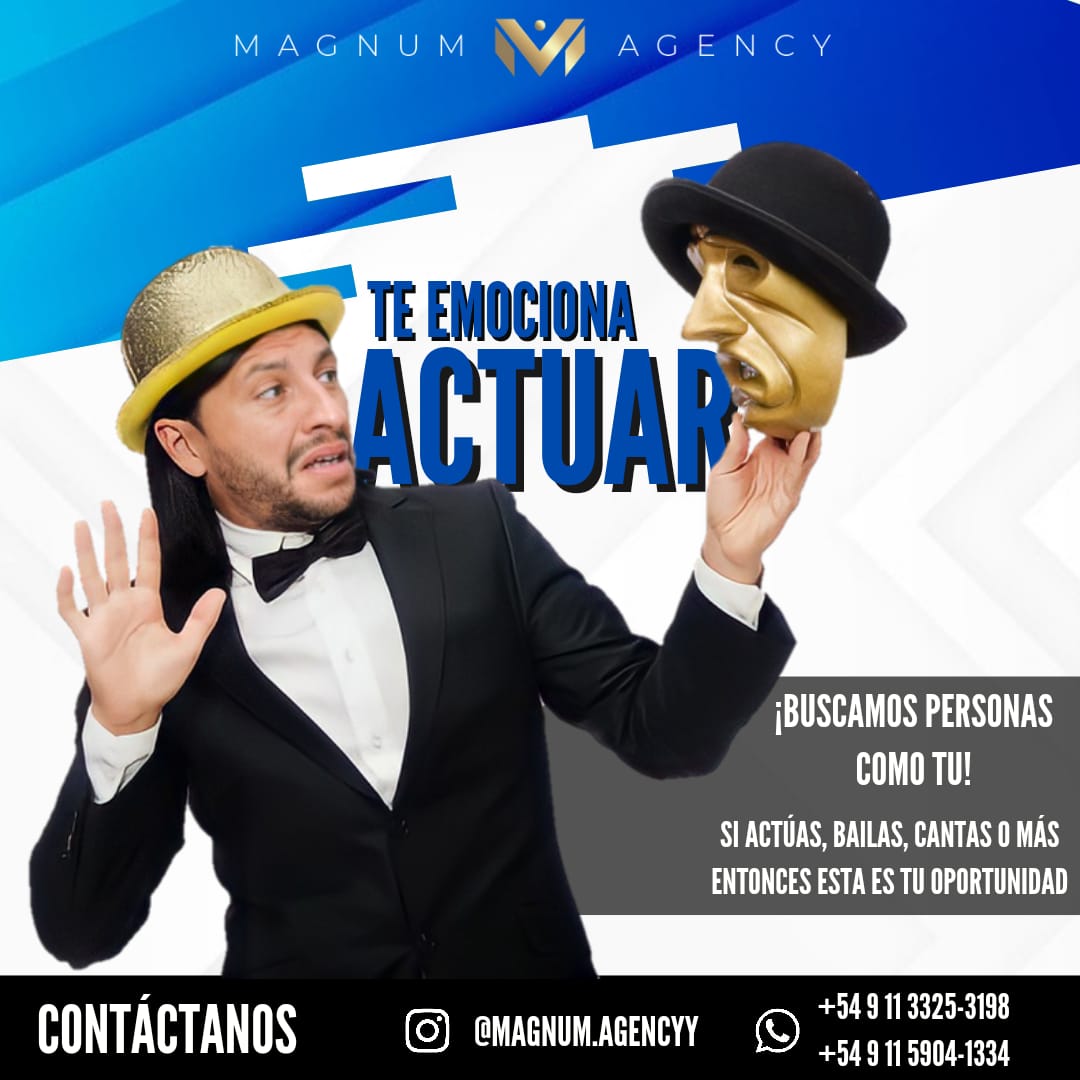 MAGNUM AGENCY
TE EMOCIONA
ACTUAR
¡BUSCAMOS PERSONAS
COMO TU!
SI ACTÚAS, BAILAS, CANTAS O MÁS
ENTONCES ESTA ES TU OPORTUNIDAD
CONTÁCTANOS
@MAGNUM.AGENCYY
+54 9 11 3325-3198
+54 9 11 5904-1334